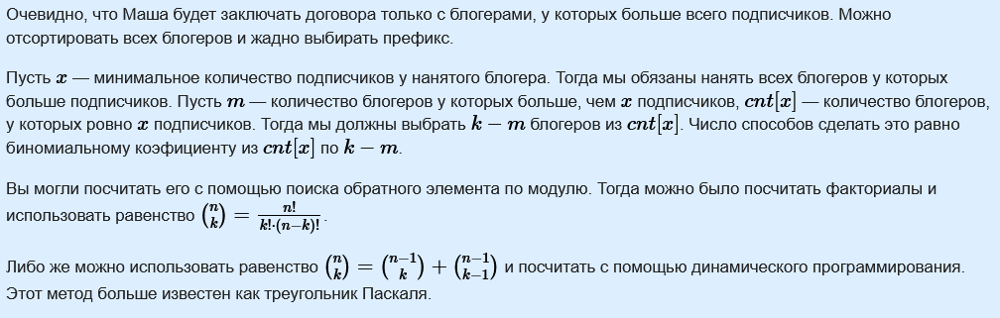 Очевидно, что Маша будет заключать договора только с блогерами, у которых больше всего подписчиков. Можно
отсортировать всех блогеров и жадно выбирать префикс.
Пусть x — минимальное количество подписчиков у нанятого блогера. Тогда мы обязаны нанять всех блогеров у которых
больше подписчиков. Пусть m — количество блогеров у которых больше, чем x подписчиков, cnt[x] — количество блогеров,
у которых ровно x подписчиков. Тогда мы должны выбрать k − m блогеров из cnt[x]. Число способов сделать это равно
биномиальному коэфициенту из cnt[x] по k − m.
Вы могли посчитать его с помощью поиска обратного элемента по модулю. Тогда можно было посчитать факториалы и
использовать равенство \binom{n}{k} = \frac{n!}{k!·(n−k)!}.
Либо же можно использовать равенство \binom{n}{k} = \binom{n−1}{k} + \binom{n−1}{k−1} и посчитать с помощью динамического программирования.
Этот метод больше известен как треугольник Паскаля.